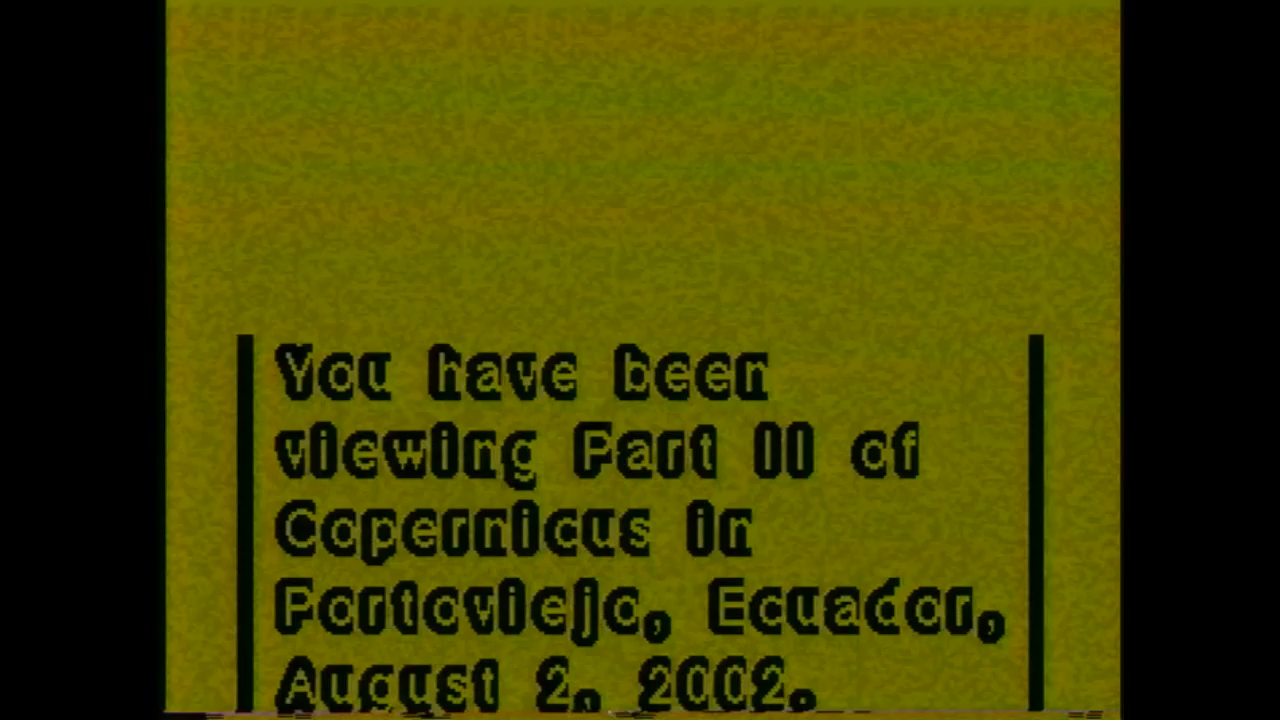 You have been
viewing Part II of
Copernicus in
Portoviejo, Ecuador,
August 2, 2002.